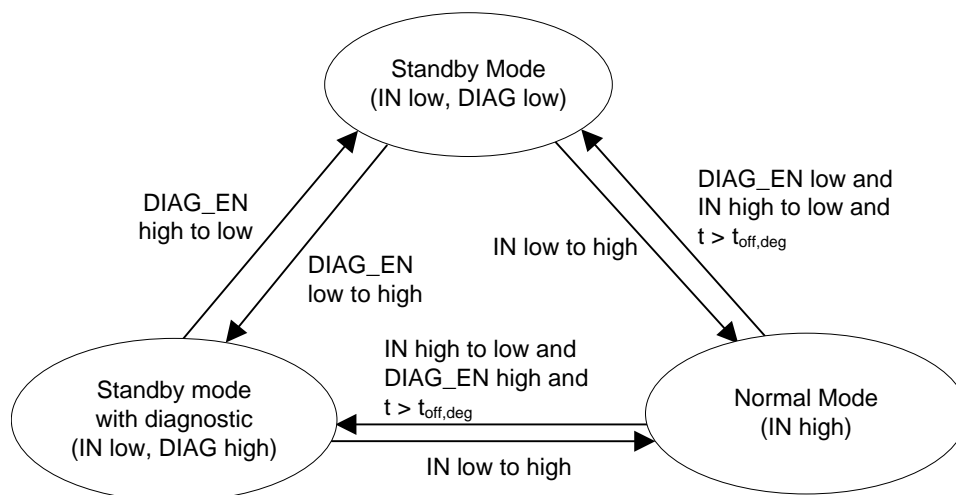 Standby Mode
(IN low, DIAG low)
DIAG_EN
high to low
DIAG_EN
low to high
IN low to high
DIAG_EN low and
IN high to low and
t > toff,deg
Standby mode
with diagnostic
(IN low, DIAG high)
IN high to low and
DIAG_EN high and
t > toff,deg
IN low to high
Normal Mode
(IN high)